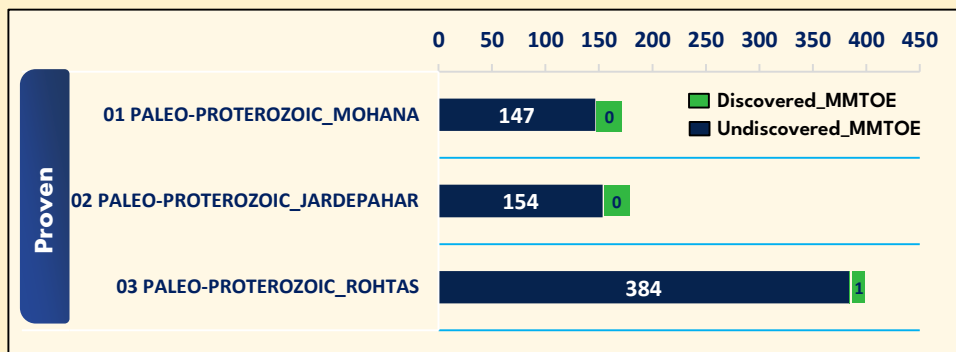 0 50 100 150 200 250 300 350 400 450
Proven
01 PALEO-PROTEROZOIC_MOHANA
147 0
Discovered_MMTOE
Undiscovered_MMTOE
02 PALEO-PROTEROZOIC_JARDEPAHAR
154 0
03 PALEO-PROTEROZOIC_ROHTAS
384 1